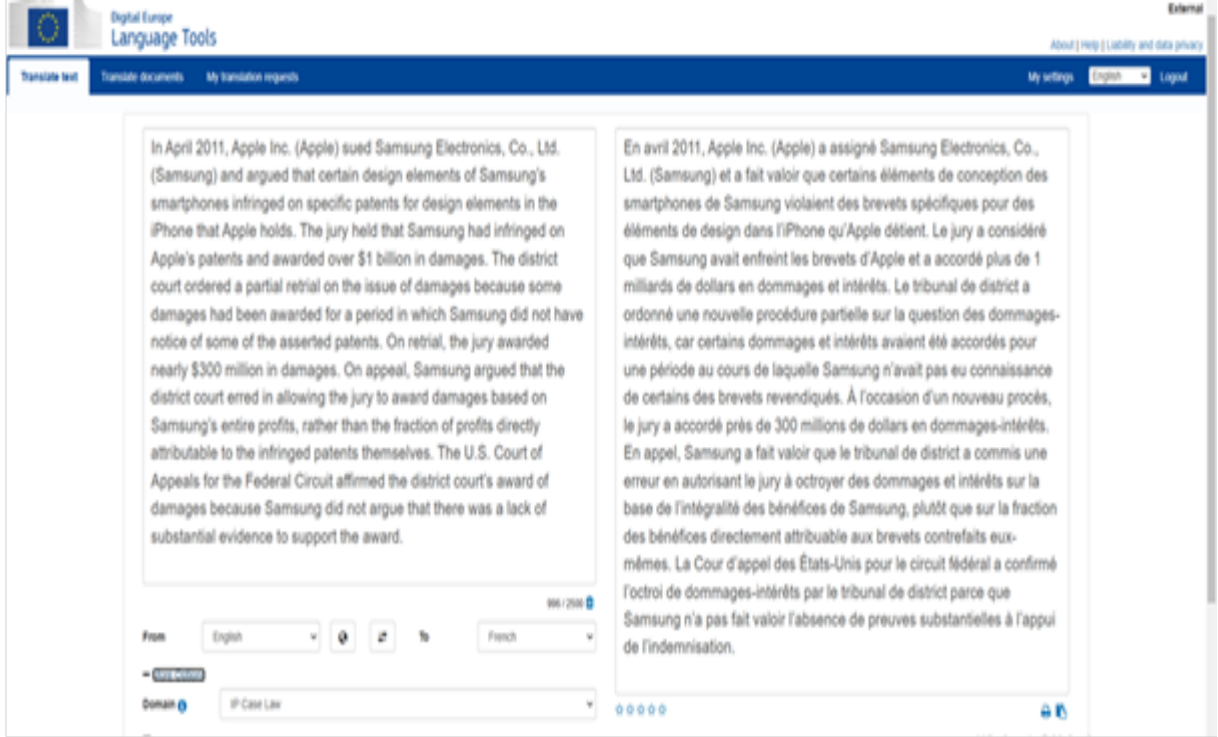 External
Digital Europe
Language Tools
About | Help | Liability and data privacy
Translate text
Translate documents
My translation requests
My settings
English
Logout
In April 2011, Apple Inc. (Apple) sued Samsung Electronics, Co., Ltd.
(Samsung) and argued that certain design elements of Samsung's
smartphones infringed on specific patents for design elements in the
iPhone that Apple holds. The jury held that Samsung had infringed on
Apple's patents and awarded over $1 billion in damages. The district
court ordered a partial retrial on the issue of damages because some
damages had been awarded for a period in which Samsung did not have
notice of some of the asserted patents. On retrial, the jury awarded
nearly $300 million in damages. On appeal, Samsung argued that the
district court erred in allowing the jury to award damages based on
Samsung's entire profits, rather than the fraction of profits directly
attributable to the infringed patents themselves. The U.S. Court of
Appeals for the Federal Circuit affirmed the district court's award of
damages because Samsung did not argue that there was a lack of
substantial evidence to support the award.
996 / 2500
From
English
To
French
Domain
IP Case Law
En avril 2011, Apple Inc. (Apple) a assigné Samsung Electronics, Co.,
Ltd. (Samsung) et a fait valoir que certains éléments de conception des
smartphones de Samsung violaient des brevets spécifiques pour des
éléments de design dans l'iPhone qu'Apple détient. Le jury a considéré
que Samsung avait enfreint les brevets d'Apple et a accordé plus de 1
milliards de dollars en dommages et intérêts. Le tribunal de district a
ordonné une nouvelle procédure partielle sur la question des dommages-
intérêts, car certains dommages et intérêts avaient été accordés pour
une période au cours de laquelle Samsung n'avait pas eu connaissance
de certains des brevets revendiqués. À l'occasion d'un nouveau procès,
le jury a accordé près de 300 millions de dollars en dommages-intérêts.
En appel, Samsung a fait valoir que le tribunal de district a commis une
erreur en autorisant le jury à octroyer des dommages et intérêts sur la
base de l'intégralité des bénéfices de Samsung, plutôt que sur la fraction
des bénéfices directement attribuable aux brevets contrefaits eux-
mêmes. La Cour d'appel des États-Unis pour le circuit fédéral a confirmé
l'octroi de dommages-intérêts par le tribunal de district parce que
Samsung n'a pas fait valoir l'absence de preuves substantielles à l'appui
de l'indemnisation.